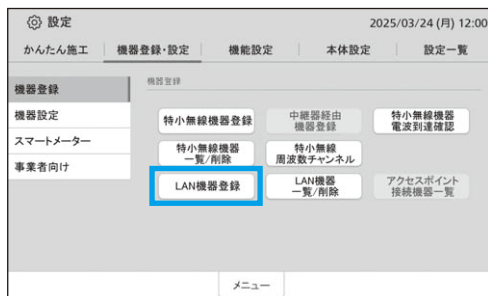 設定 2025/03/24 (月) 12:00
かんたん施工 機器登録・設定 機能設定 本体設定 設定一覧
機器登録
機器設定
スマートメーター
事業者向け
機器登録
特小無線機器登録 中継器経由
機器登録 特小無線機器
電波到達確認
特小無線機器
一覧/削除 特小無線
周波数チャンネル
LAN機器登録 LAN機器
一覧/削除 アクセスポイント
接続機器一覧
メニュー